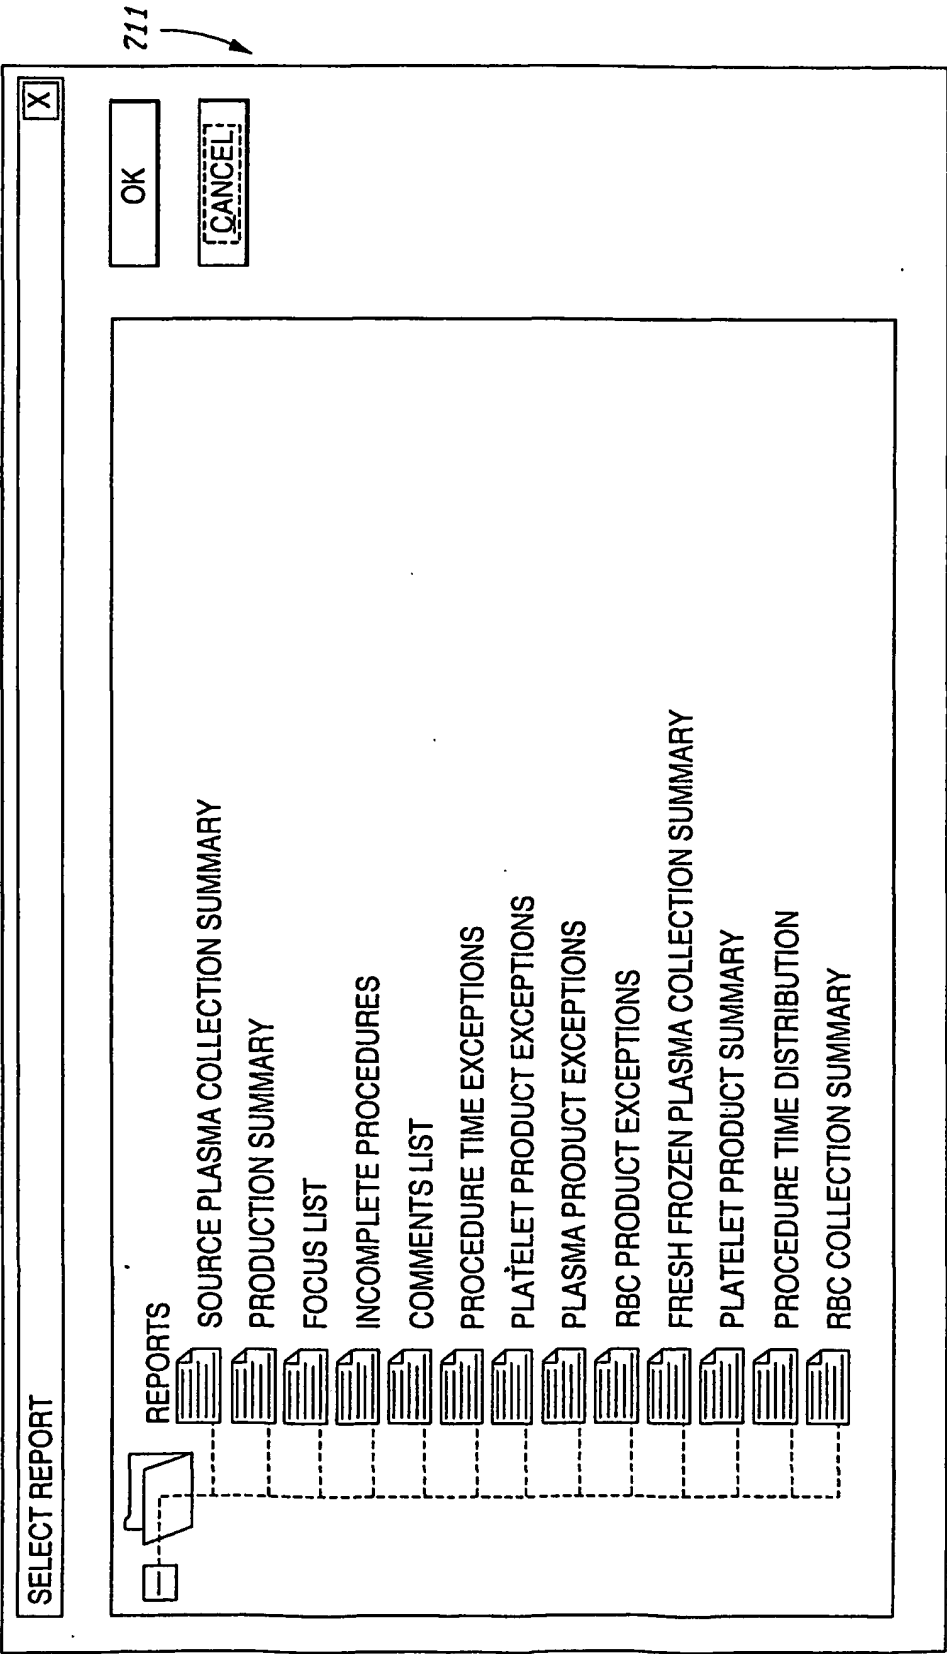 711
SELECT REPORT
X
OK
CANCEL
REPORTS
SOURCE PLASMA COLLECTION SUMMARY
PRODUCTION SUMMARY
FOCUS LIST
INCOMPLETE PROCEDURES
COMMENTS LIST
PROCEDURE TIME EXCEPTIONS
PLATELET PRODUCT EXCEPTIONS
PLASMA PRODUCT EXCEPTIONS
RBC PRODUCT EXCEPTIONS
FRESH FROZEN PLASMA COLLECTION SUMMARY
PLATELET PRODUCT SUMMARY
PROCEDURE TIME DISTRIBUTION
RBC COLLECTION SUMMARY